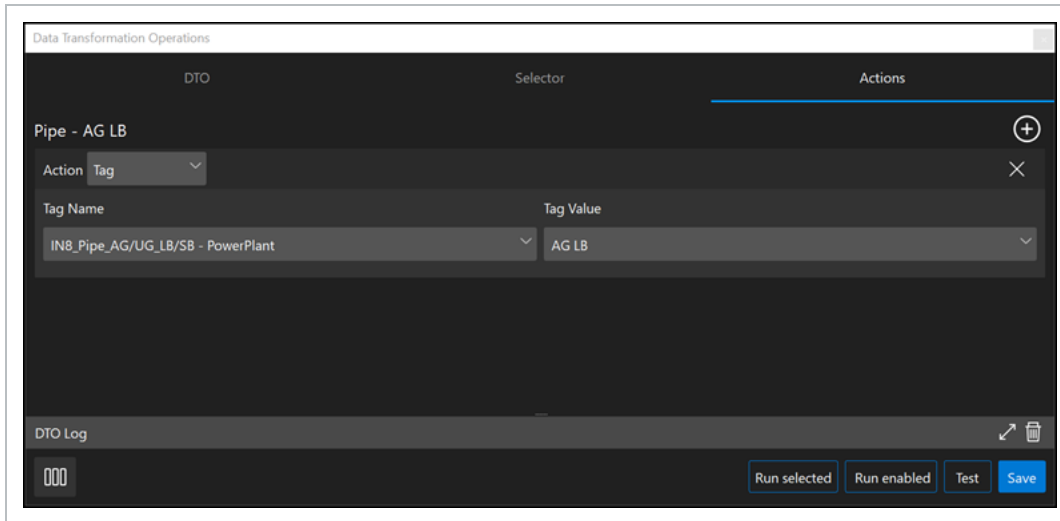 Data Transformation Operations
DTO Selector Actions
Pipe - AG LB
Action Tag
Tag Name Tag Value
IN8_Pipe_AG/UG_LB/SB - PowerPlant AG LB
DTO Log
Run selected Run enabled Test Save